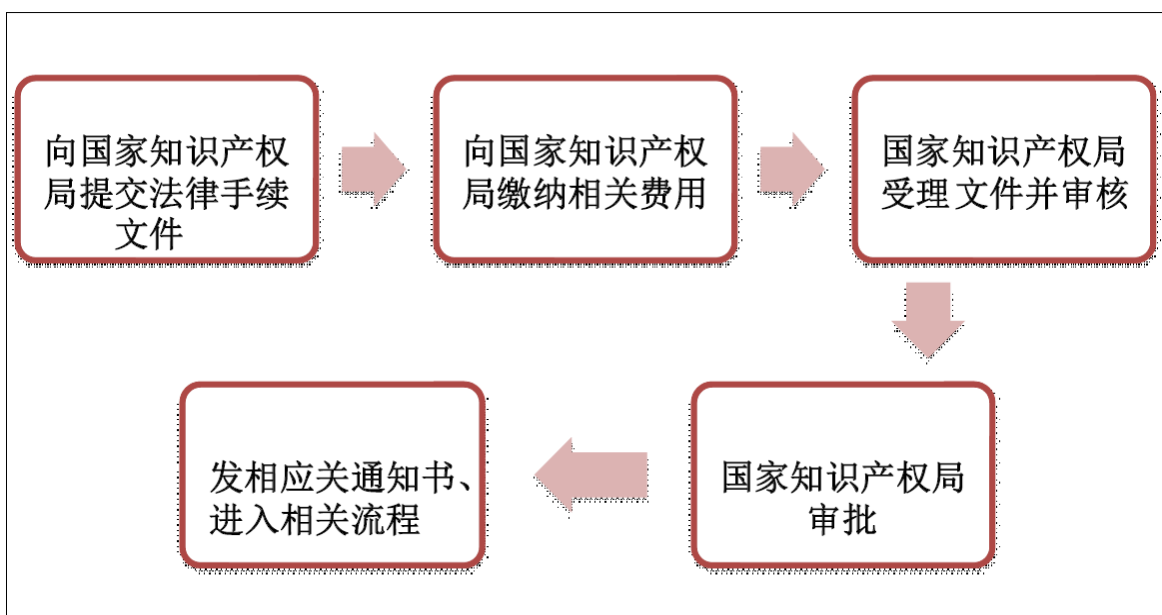 向国家知识产权
局提交法律手续
文件
向国家知识产权
局缴纳相关费用
国家知识产权局
受理文件并审核
国家知识产权局
审批
发相应关通知书、
进入相关流程